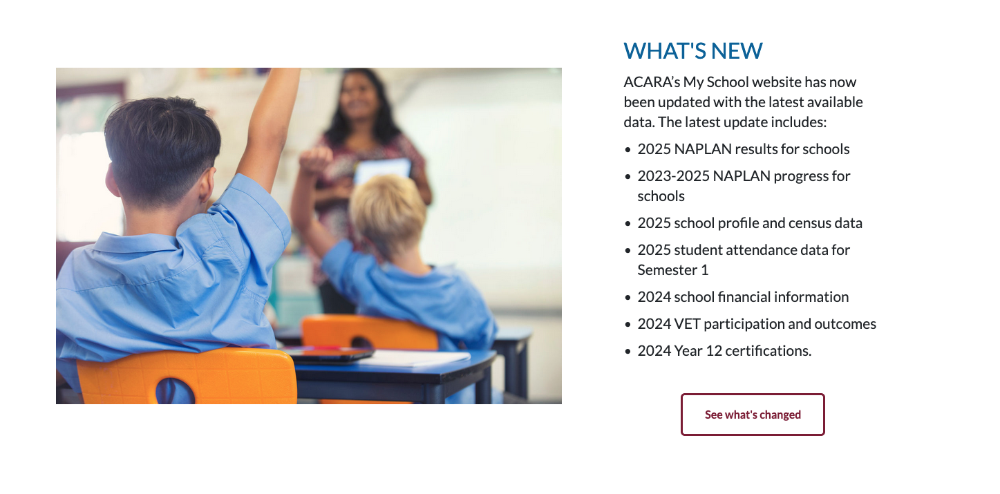 WHAT'S NEW
ACARA’s My School website has now
been updated with the latest available
data. The latest update includes:
• 2025 NAPLAN results for schools
• 2023-2025 NAPLAN progress for
schools
• 2025 school profile and census data
• 2025 student attendance data for
Semester 1
• 2024 school financial information
• 2024 VET participation and outcomes
• 2024 Year 12 certifications.
See what's changed